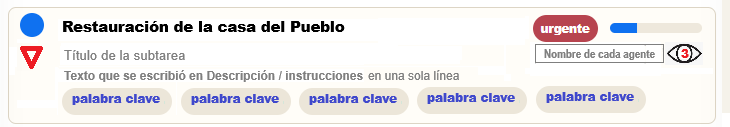 Restauración de la casa del Pueblo
urgente
Título de la subtarea
Nombre de cada agente
3
Texto que se escribió en Descripción / instrucciones en una sola línea
palabra clave palabra clave palabra clave palabra clave palabra clave